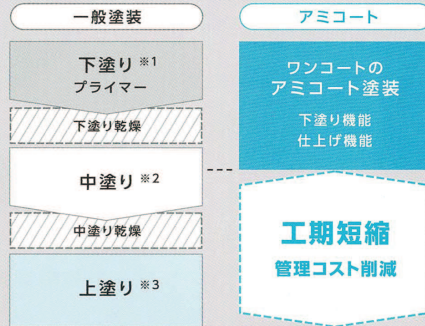 一般塗装
下塗り ※1
プライマー
下塗り乾燥
中塗り ※2
中塗り乾燥
上塗り ※3
アミコート
ワンコートの
アミコート塗装
下塗り機能
仕上げ機能
工期短縮
管理コスト削減